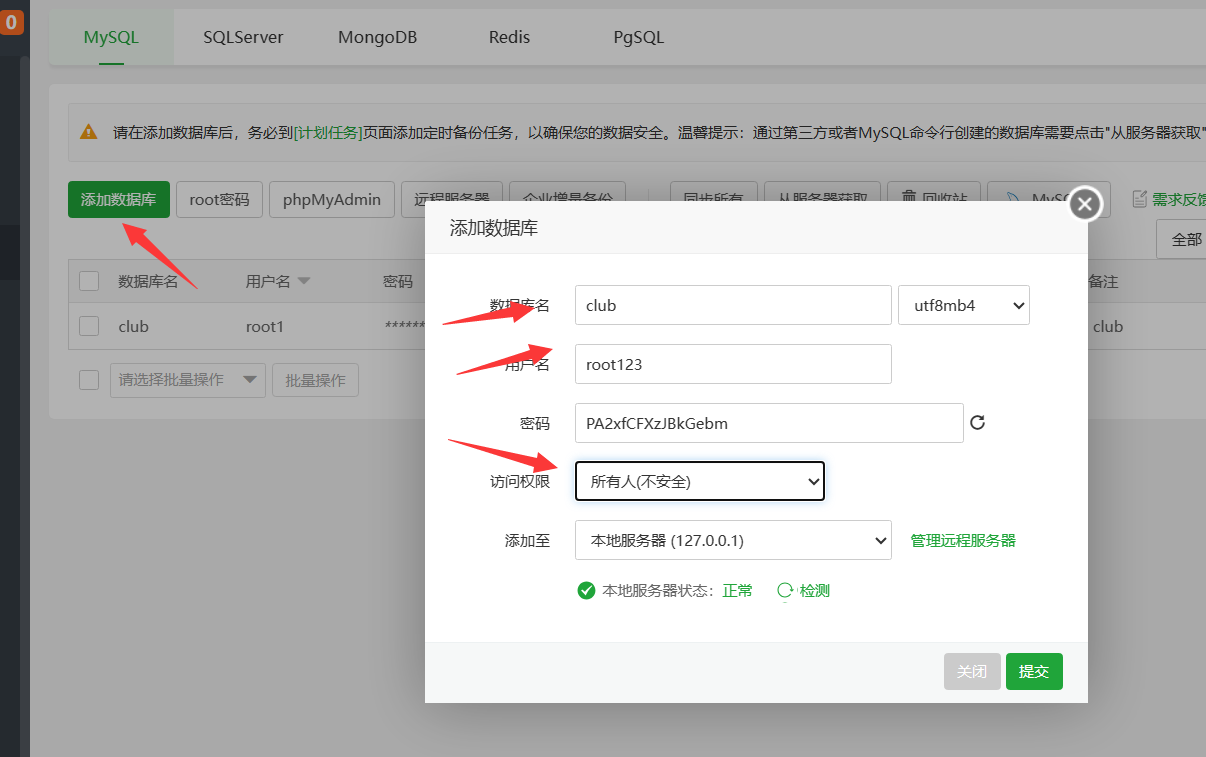 0
MySQL SQLServer MongoDB Redis PgSQL
请在添加数据库后，务必到[计划任务]页面添加定时备份任务，以确保您的数据安全。温馨提示：通过第三方或者MySQL命令行创建的数据库需要点击"从服务器获取"
添加数据库 root密码 phpMyAdmin 远程服务器 企业增量备份 同步所有 从服务器获取 回收站 需求反馈
全部
数据库名 用户名 密码 备注
club root1 ******* club
请选择批量操作 批量操作
添加数据库
数据库名 club utf8mb4
用户名 root123
密码 PA2xfCFXzJBkGebm
访问权限 所有人(不安全)
添加至 本地服务器 (127.0.0.1) 管理远程服务器
本地服务器状态：正常 检测
关闭 提交